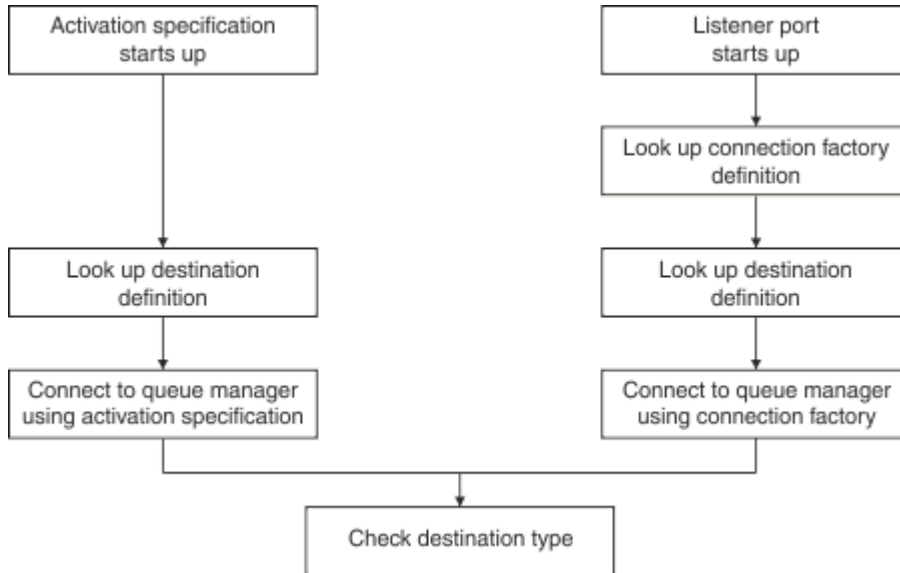 Activation specification
starts up
Listener port
starts up
Look up connection factory
definition
Look up destination
definition
Look up destination
definition
Connect to queue manager
using activation specification
Connect to queue manager
using connection factory
Check destination type